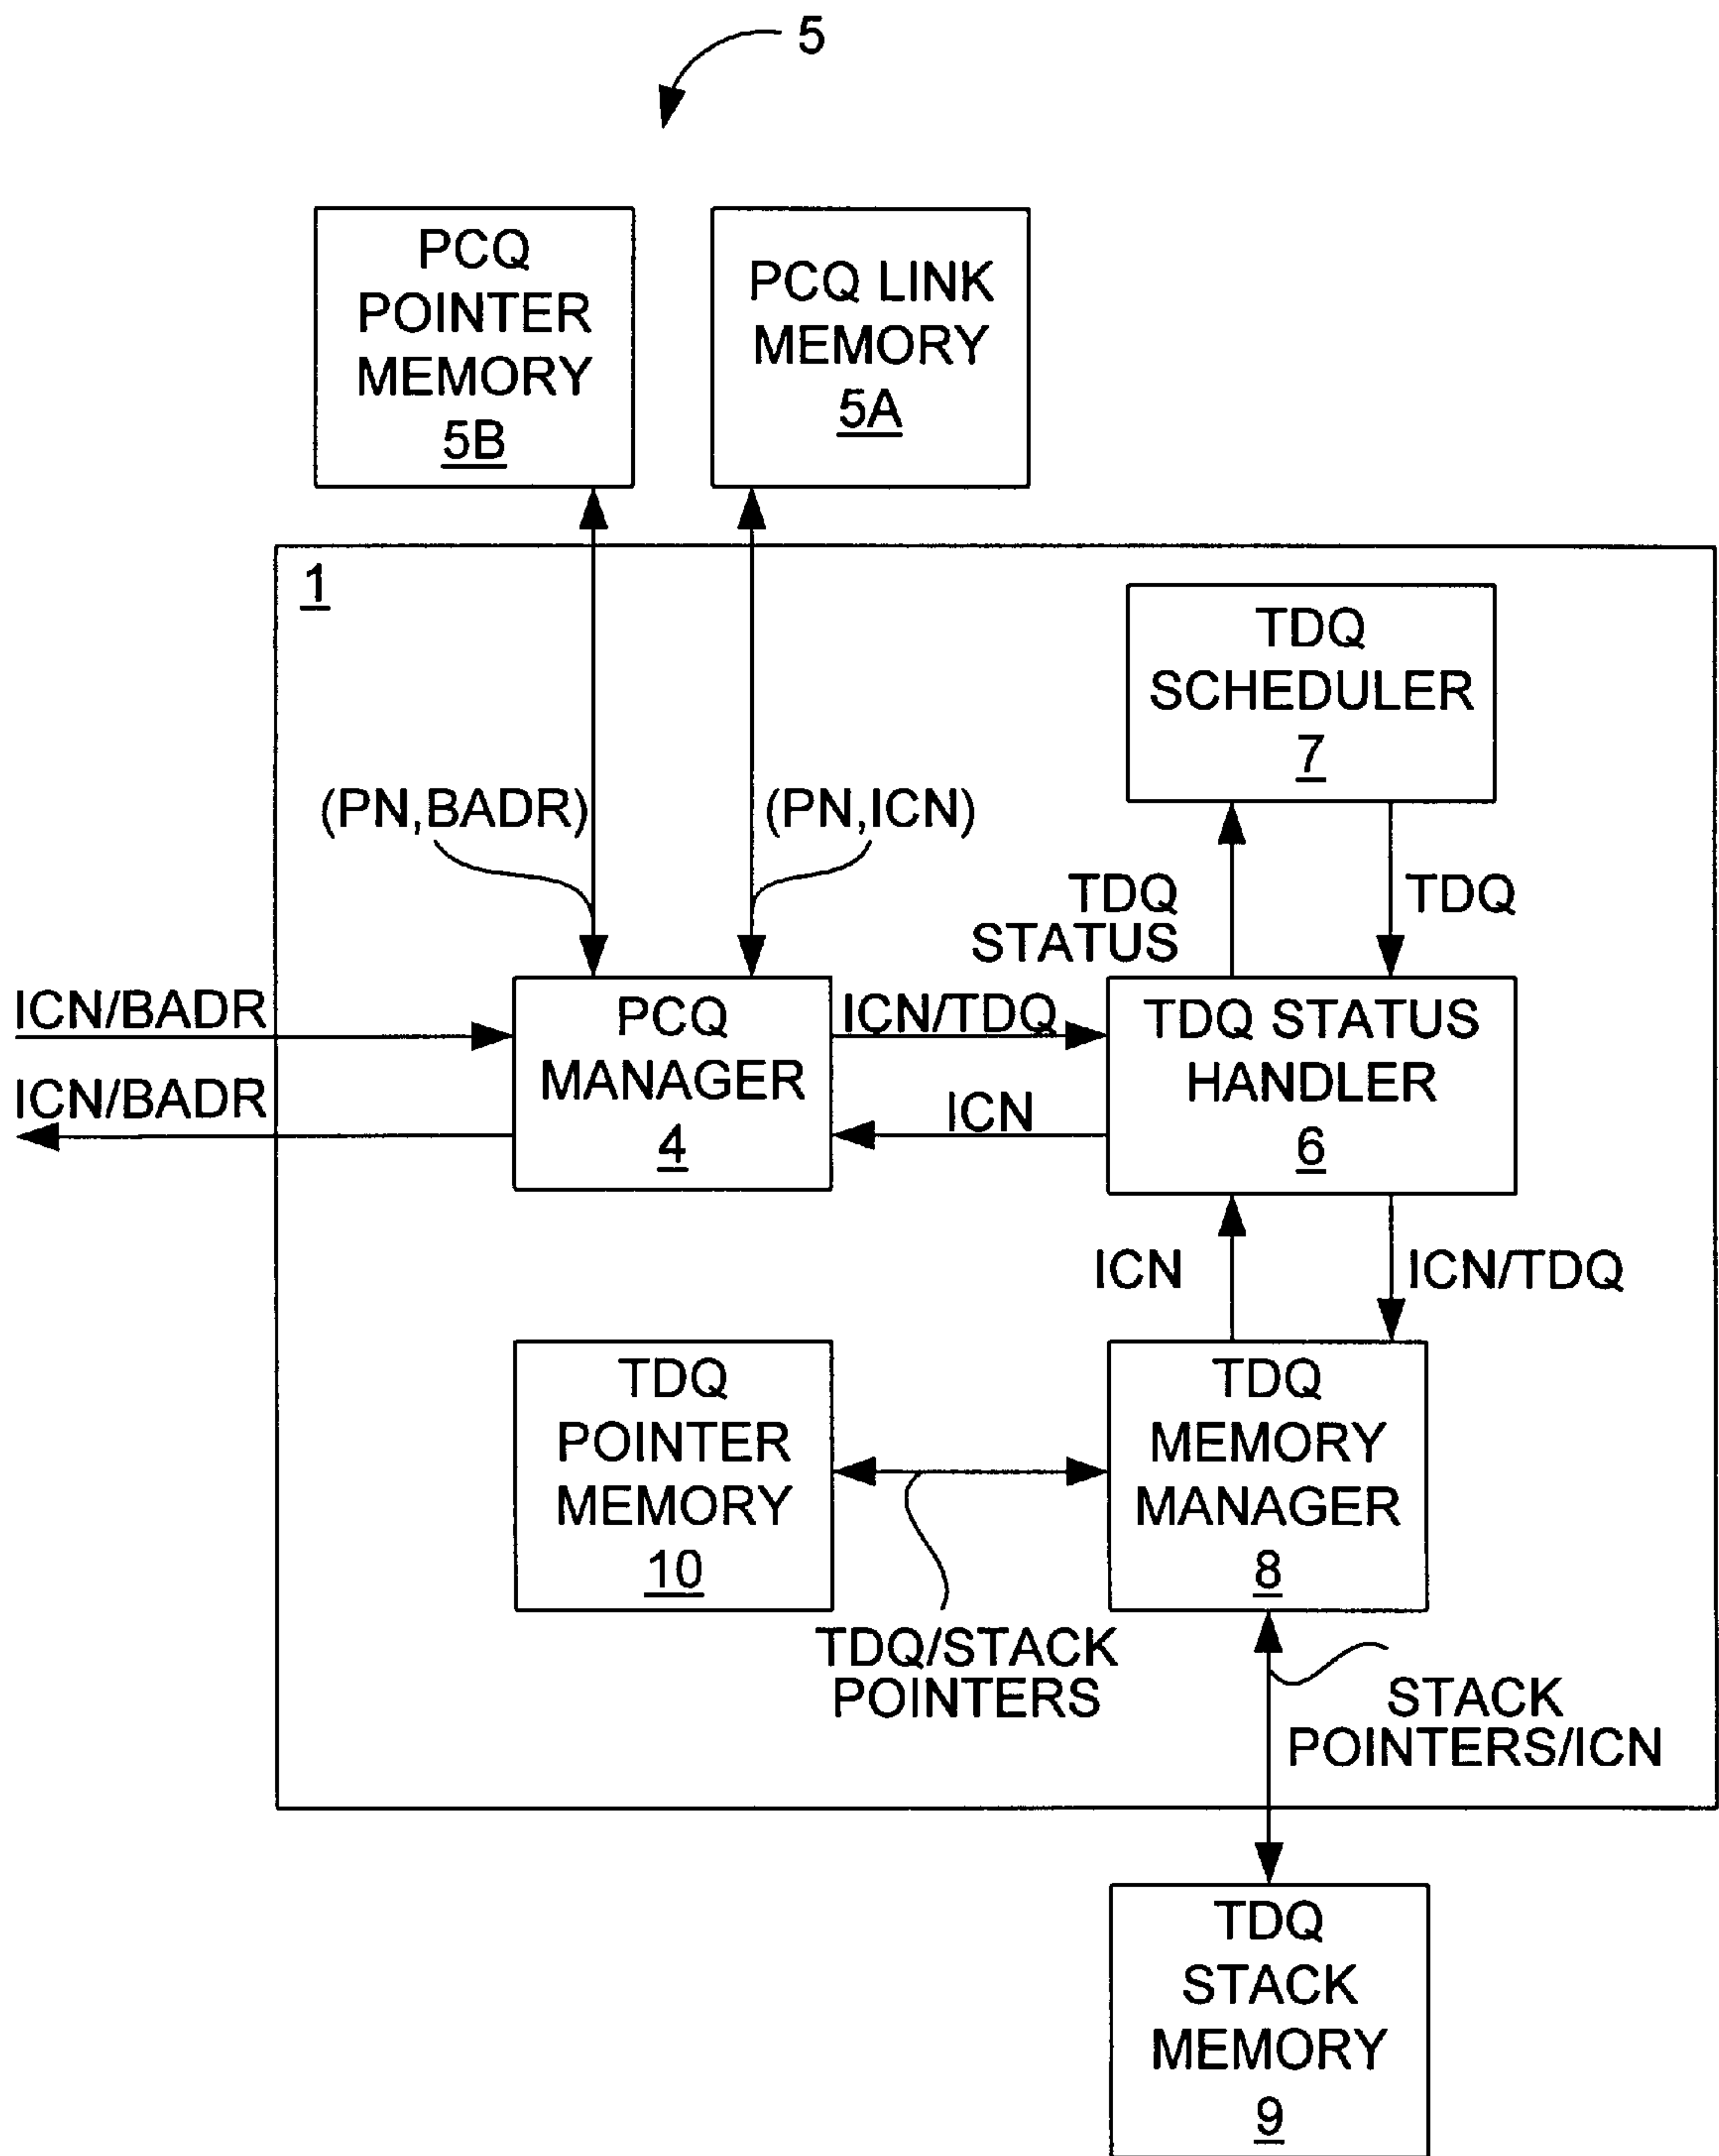 5
PCQ
POINTER
MEMORY
5B
PCQ LINK
MEMORY
5A
1
TDQ
SCHEDULER
7
(PN,BADR)
(PN,ICN)
TDQ
STATUS
TDQ
ICN/BADR
ICN/BADR
PCQ
MANAGER
4
ICN/TDQ
ICN
TDQ STATUS
HANDLER
6
ICN
ICN/TDQ
TDQ
POINTER
MEMORY
10
TDQ
MEMORY
MANAGER
8
TDQ/STACK
POINTERS
STACK
POINTERS/ICN
TDQ
STACK
MEMORY
9